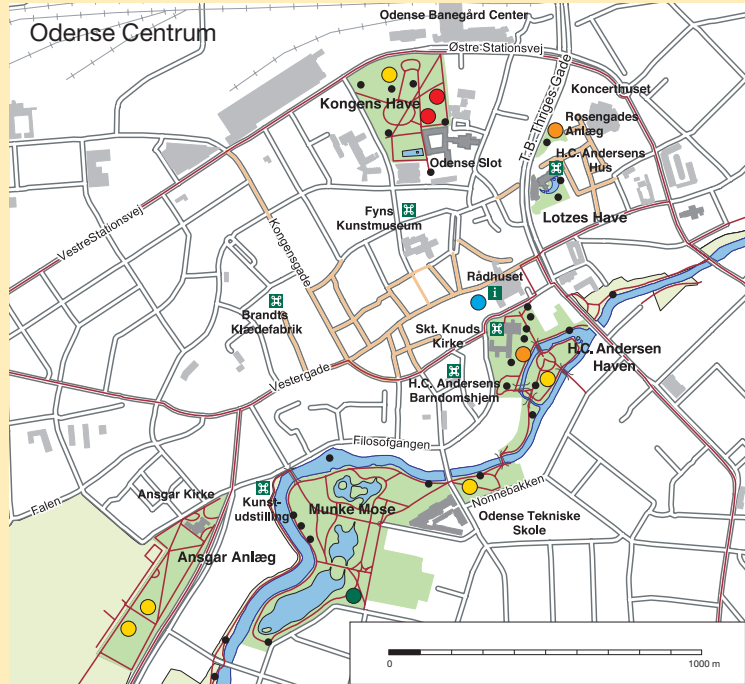 Odense Centrum
Odense Banegård Center
Østre Stationsvej
T.B. Thriges Gade
Koncerthuset
Kongens Have
Rosengades
Anlæg
H.C. Andersens
Hus
Odense Slot
Fyns
Kunstmuseum
Lotzes Have
Vestre Stationsvej
Kongensgade
Rådhuset
i
Brandts
Klædefabrik
Skt. Knuds
Kirke
H.C. Andersen
Haven
Vestergade
H.C. Andersens
Barndomshjem
Filosofgangen
Ansgar Kirke
Falen
Kunst-
udstilling
Munke Mose
Nonnebakken
Odense Tekniske
Skole
Ansgar Anlæg
0
1000 m